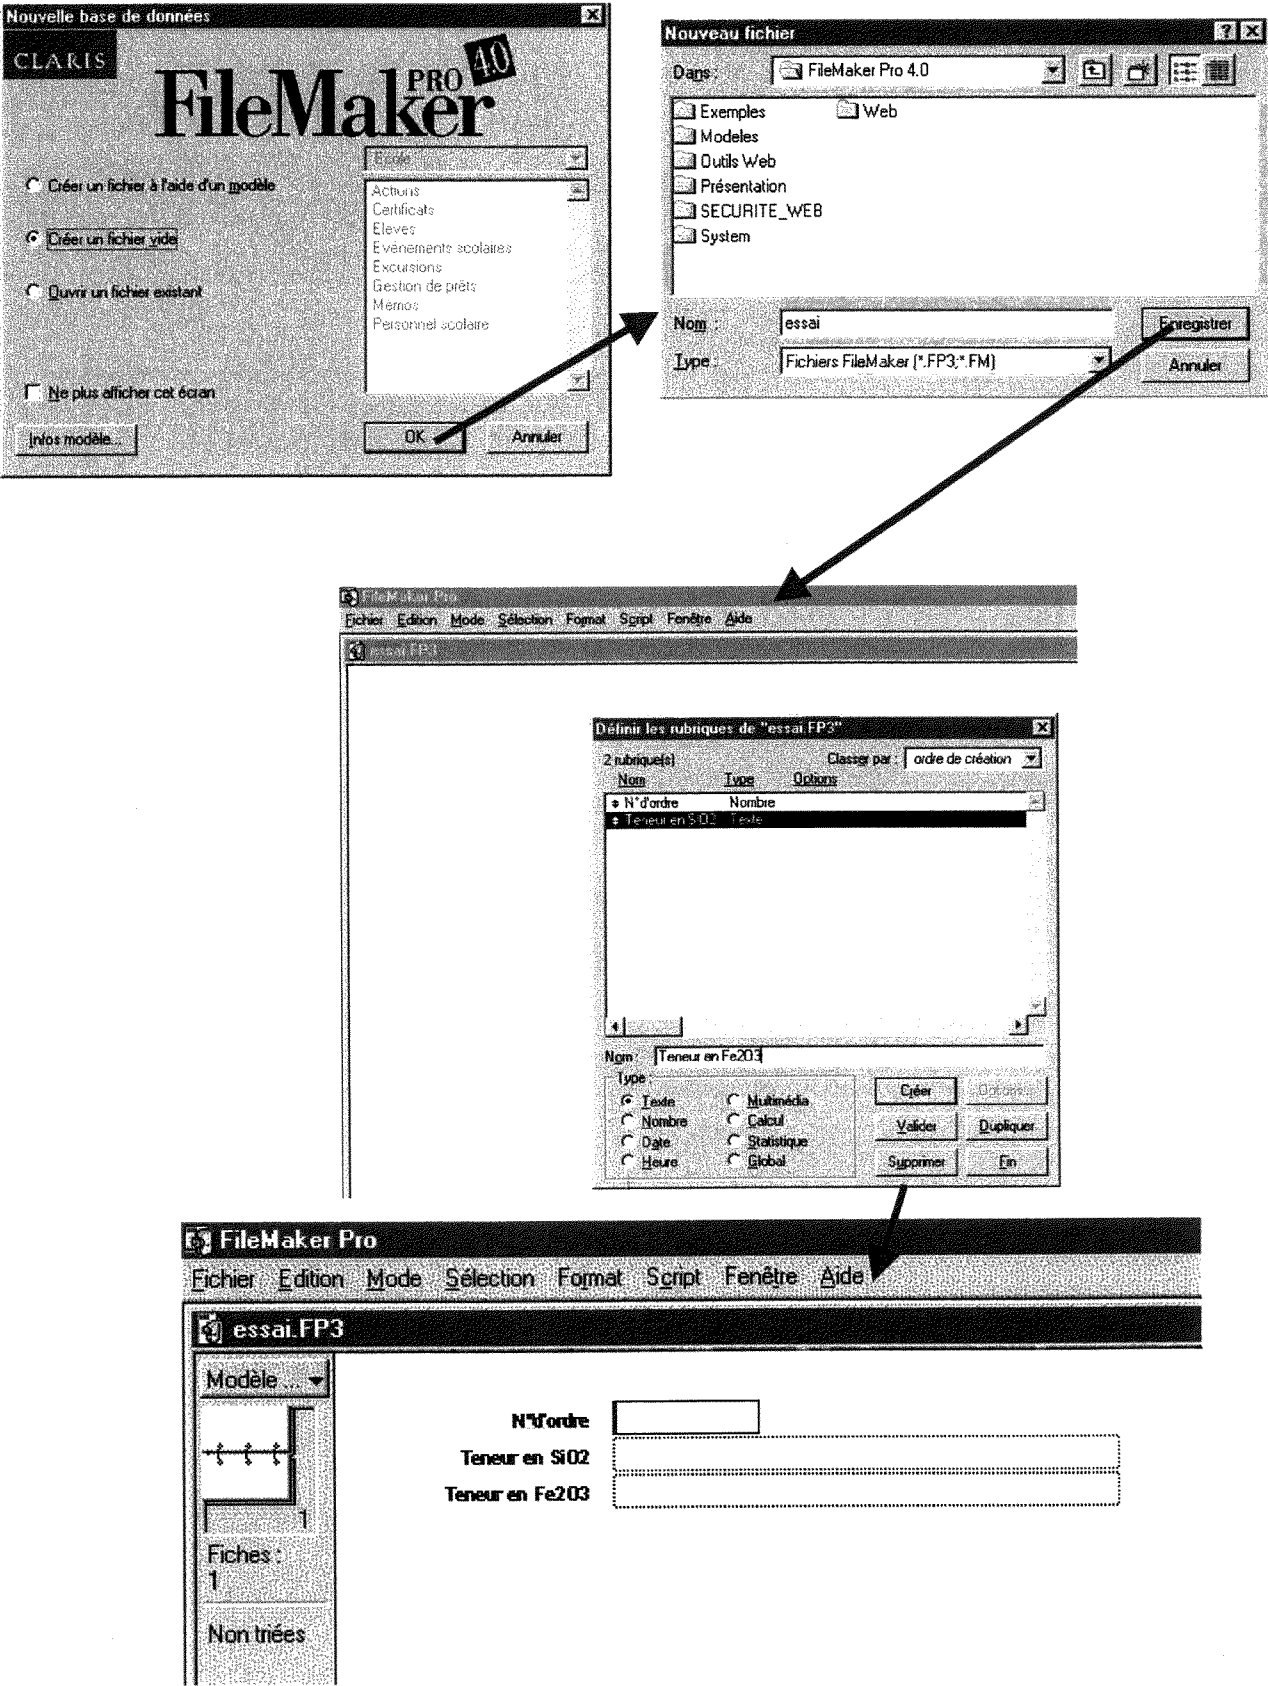 Nouvelle base de données
CLARIS
FileMaker PRO 4.0
Créer un fichier à l'aide d'un modèle
Créer un fichier vide
Ouvrir un fichier existant
Ne plus afficher cet écran
Infos modèle...
Ecole
Actions
Certificats
Eleves
Evénements scolaires
Excursions
Gestion de prêts
Mémos
Personnel scolaire
OK
Annuler
Nouveau fichier
Dans :
FileMaker Pro 4.0
Exemples
Web
Modeles
Outils Web
Présentation
SECURITE_WEB
System
Nom :
essai
Enregistrer
Type :
Fichiers FileMaker (*.FP3;*.FM)
Annuler
FileMaker Pro
Fichier Edition Mode Sélection Format Script Fenêtre Aide
essai.FP3
Définir les rubriques de "essai.FP3"
2 rubrique(s)
Classer par : ordre de création
Nom Type Options
N°d'ordre Nombre
Teneur en SiO2 Texte
Nom : Teneur en Fe2O3
Type
Texte
Nombre
Date
Heure
Multimédia
Calcul
Statistique
Global
Créer
Options...
Valider
Dupliquer
Supprimer
Fin
FileMaker Pro
Fichier Edition Mode Sélection Format Script Fenêtre Aide
essai.FP3
Modèle ...
1
Fiches :
1
Non triées
N°d'ordre
Teneur en SiO2
Teneur en Fe2O3